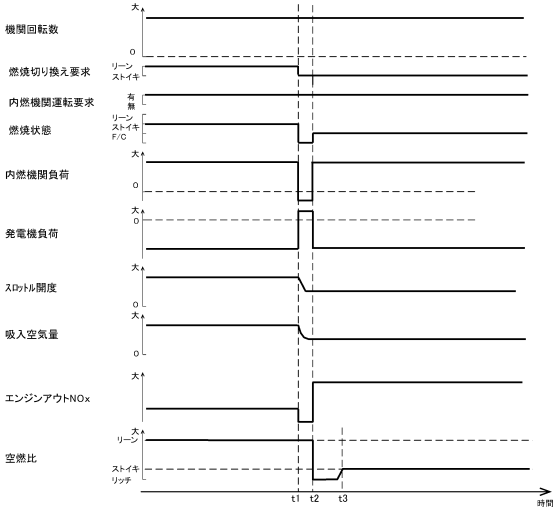 大
機関回転数
0
燃焼切り換え要求
リーン
ストイキ
内燃機関運転要求
有
無
燃焼状態
リーン
ストイキ
F/C
大
内燃機関負荷
0
大
0
発電機負荷
大
スロットル開度
0
大
吸入空気量
0
大
エンジンアウトNOx
大
リーン
空燃比
ストイキ
リッチ
t1 t2 t3
時間